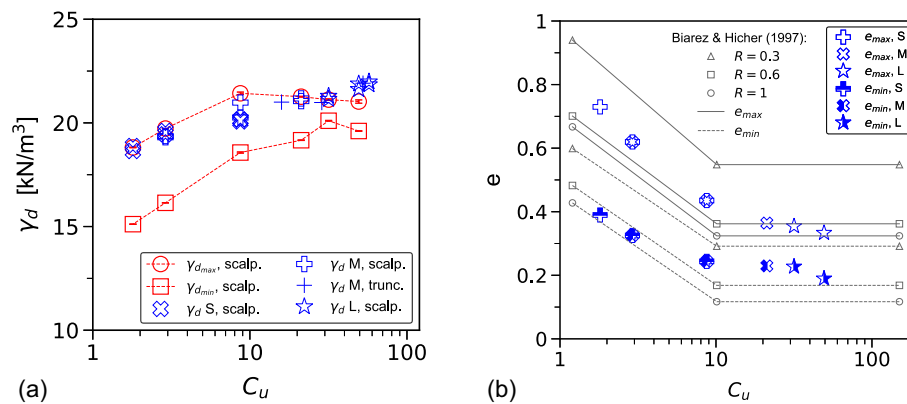 25
20
15
10
1
10
100
γd [kN/m³]
Cu
γdmax, scalp.
γdmin, scalp.
γd S, scalp.
γd M, scalp.
γd M, trunc.
γd L, scalp.
(a)
1
0.8
0.6
0.4
0.2
0
1
10
100
e
Cu
Biarez & Hicher (1997):
R = 0.3
R = 0.6
R = 1
emax
emin
emax, S
emax, M
emax, L
emin, S
emin, M
emin, L
(b)